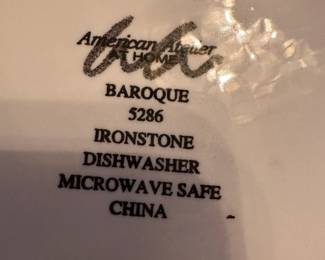 American Atelier
AT HOME
BAROQUE
5286
IRONSTONE
DISHWASHER
MICROWAVE SAFE
CHINA